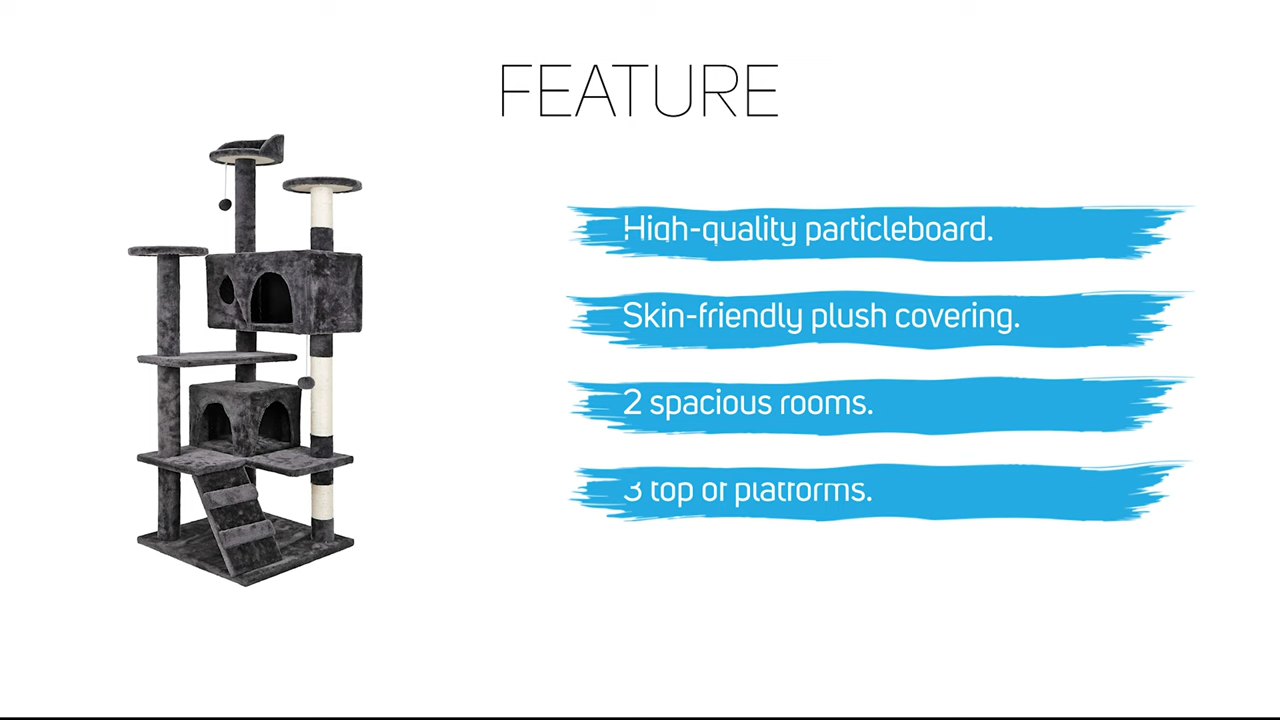 FEATURE
High-quality particleboard.
Skin-friendly plush covering.
2 spacious rooms.
3 top of platforms.